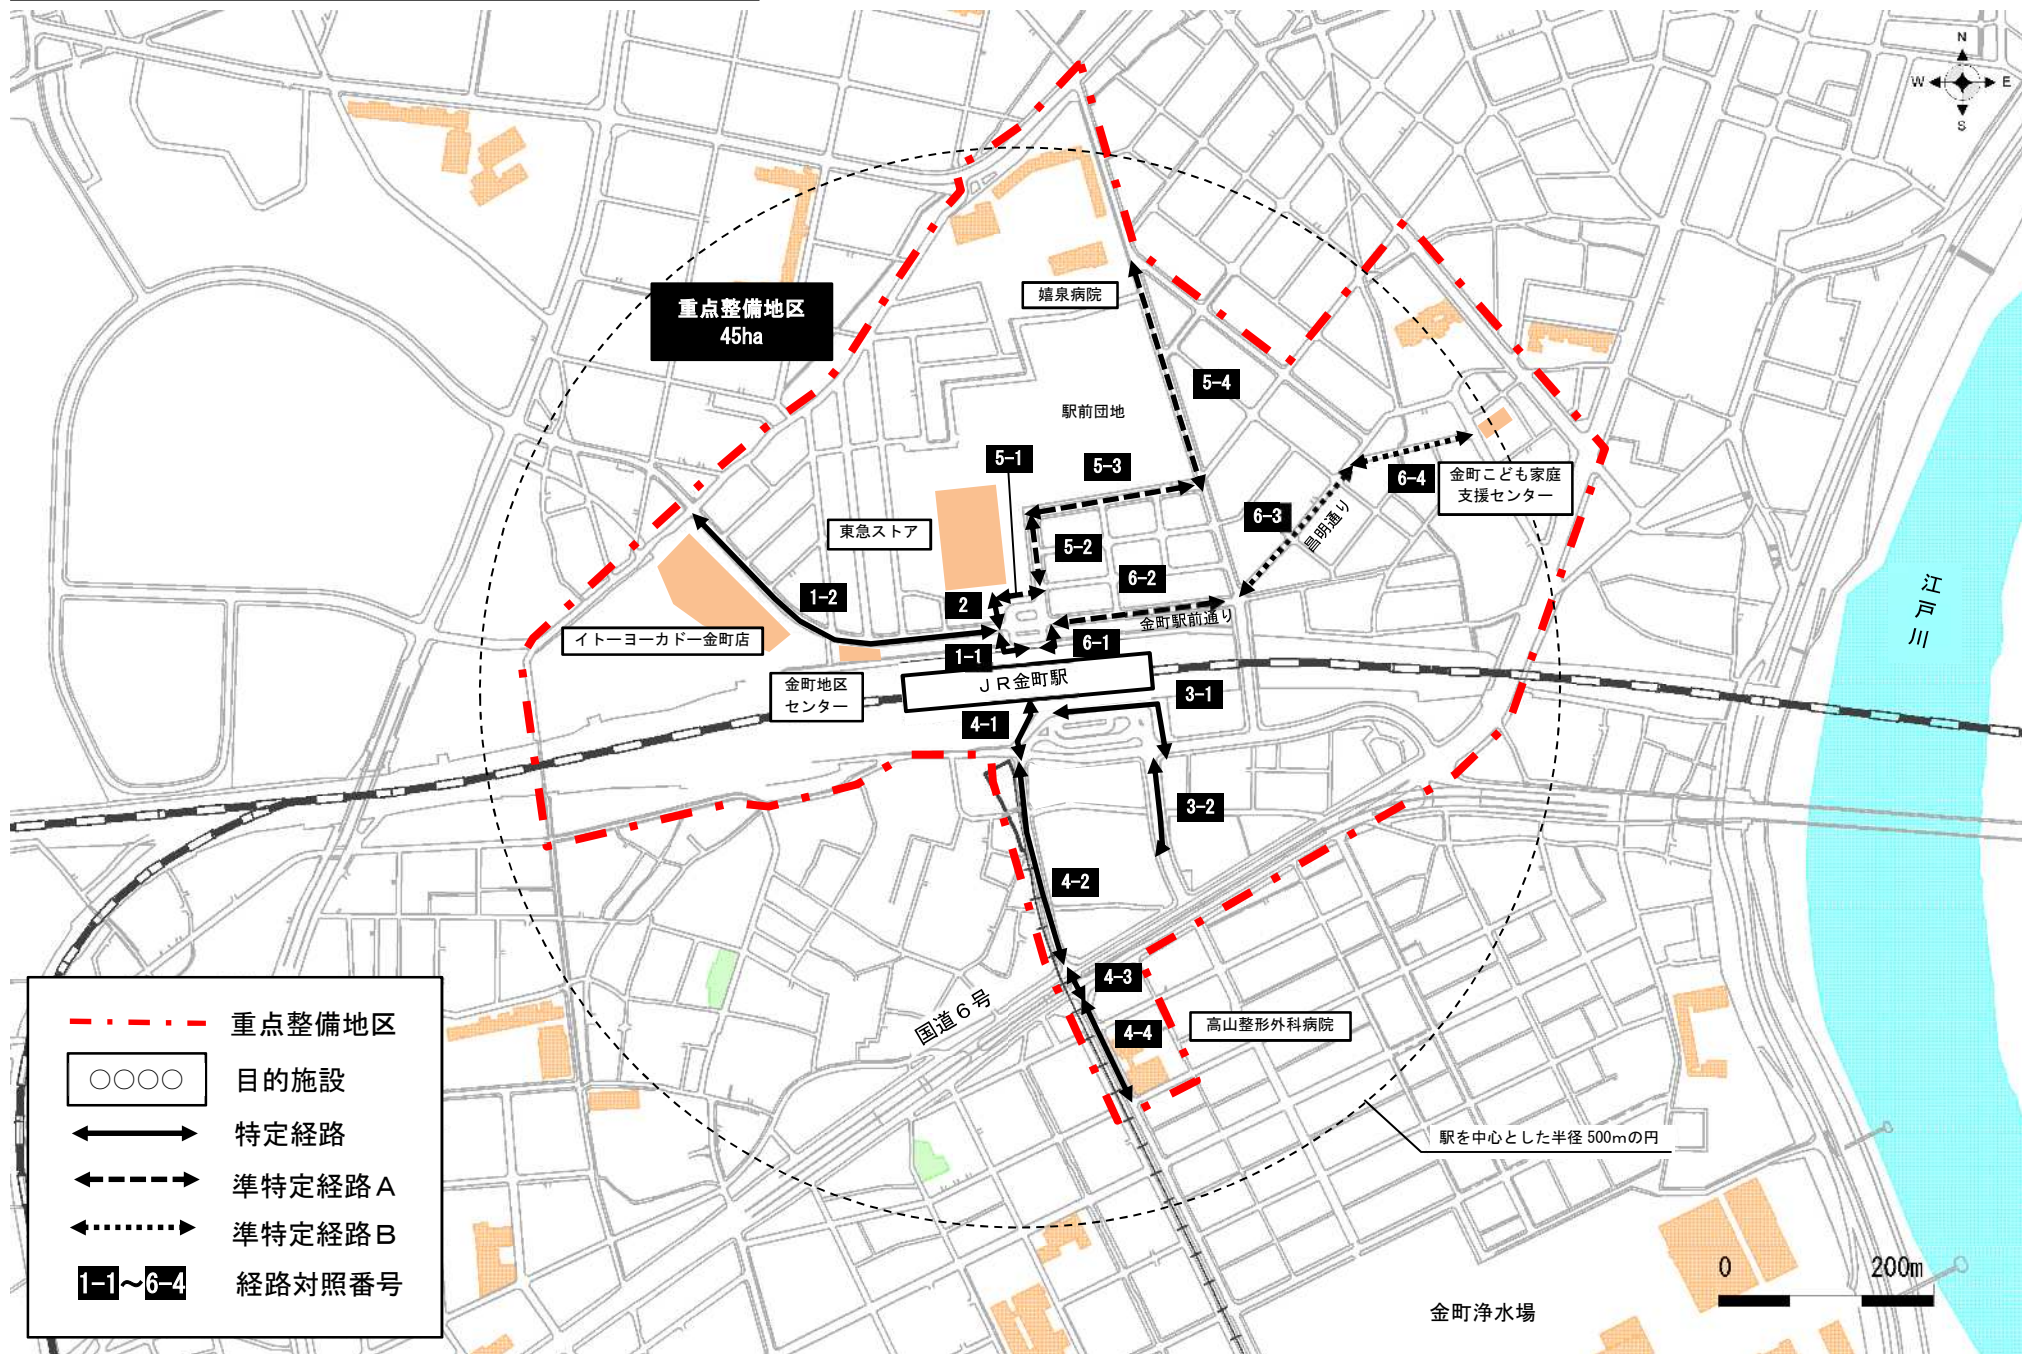 N
W
E
S
重点整備地区
45ha
嬉泉病院
5-4
駅前団地
5-1
5-3
6-4
金町こども家庭
支援センター
東急ストア
6-3
昌明通り
5-2
6-2
1-2
2
江戸川
イトーヨーカドー金町店
金町駅前通り
1-1
6-1
JR金町駅
金町地区
センター
3-1
4-1
3-2
4-2
4-3
国道6号
4-4
高山整形外科病院
駅を中心とした半径500mの円
重点整備地区
○○○○
目的施設
特定経路
準特定経路A
準特定経路B
1-1～6-4
経路対照番号
0
200m
金町浄水場